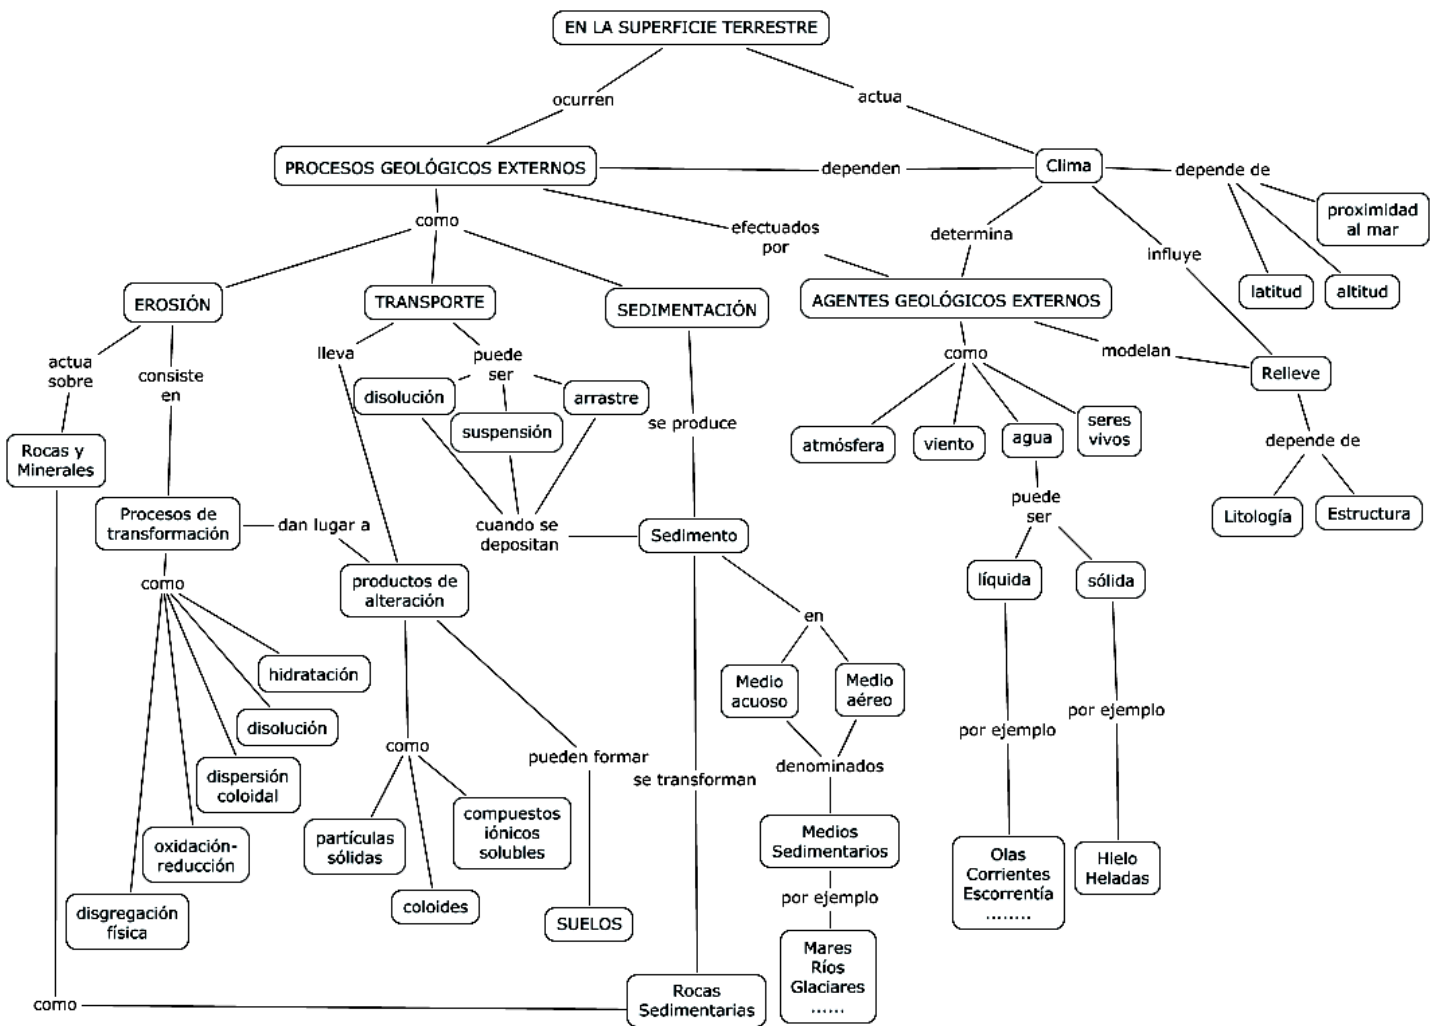 EN LA SUPERFICIE TERRESTRE
ocurren
actua
PROCESOS GEOLÓGICOS EXTERNOS
dependen
Clima
depende de
proximidad
al mar
latitud
altitud
como
efectuados
por
determina
influye
EROSIÓN
TRANSPORTE
SEDIMENTACIÓN
AGENTES GEOLÓGICOS EXTERNOS
actua
sobre
consiste
en
lleva
puede
ser
como
modelan
Relieve
disolución
suspensión
arrastre
se produce
atmósfera
viento
agua
seres
vivos
depende de
Rocas y
Minerales
Litología
Estructura
Procesos de
transformación
dan lugar a
cuando se
depositan
Sedimento
puede
ser
como
productos de
alteración
líquida
sólida
en
hidratación
disolución
dispersión
coloidal
oxidación-
reducción
disgregación
física
Medio
acuoso
Medio
aéreo
como
pueden formar
se transforman
denominados
por ejemplo
por ejemplo
partículas
sólidas
compuestos
iónicos
solubles
coloides
SUELOS
Medios
Sedimentarios
Olas
Corrientes
Escorrentía
........
HIelo
Heladas
por ejemplo
Mares
Ríos
Glaciares
......
como
Rocas
Sedimentarias